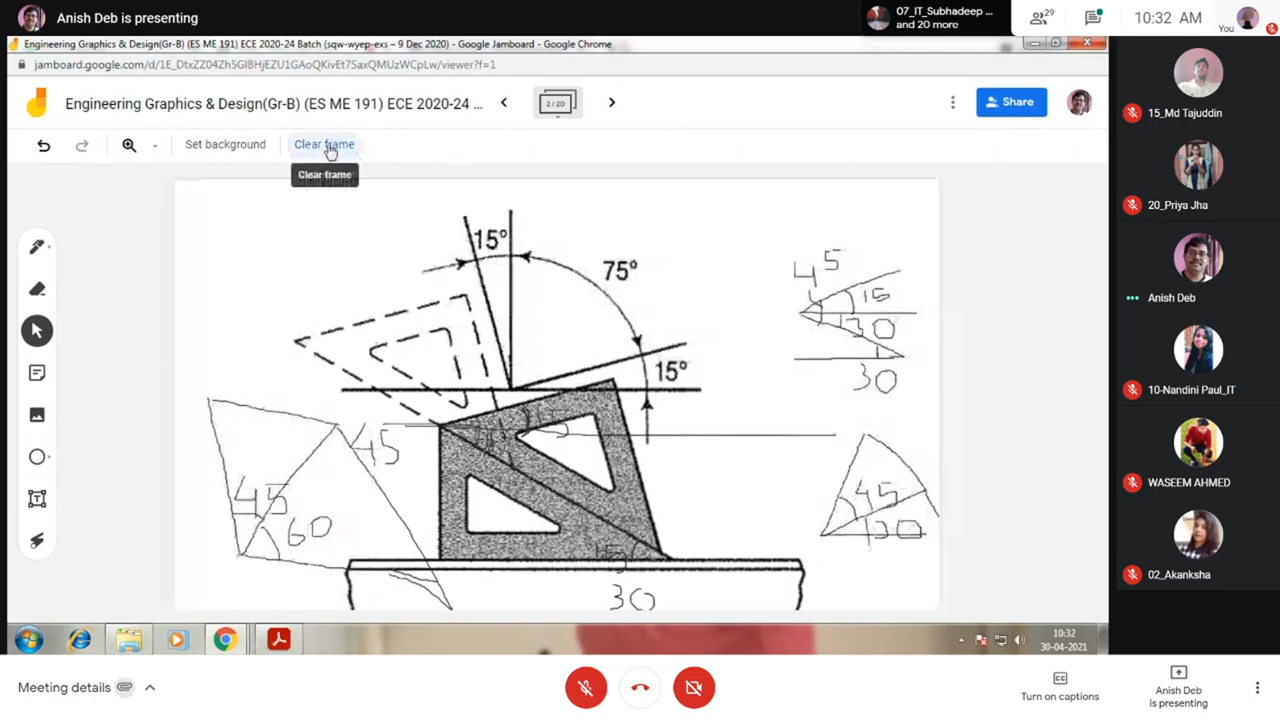 Anish Deb is presenting
07_IT_Subhadeep ...
and 20 more
29
10:32 AM
You
Engineering Graphics & Design(Gr-B) (ES ME 191) ECE 2020-24 Batch (sqw-wyep-exs – 9 Dec 2020) - Google Jamboard - Google Chrome
jamboard.google.com/d/1E_DtxZZ04Zh5GIBHjEZU1GAoQKivEt7SaxQMUzWCpLw/viewer?f=1
Engineering Graphics & Design(Gr-B) (ES ME 191) ECE 2020-24 ...
2 / 20
Share
Set background
Clear frame
Clear frame
15°
75°
15°
45
15
30
30
45
45
60
45
30
45
30
15_Md Tajuddin
20_Priya Jha
Anish Deb
10-Nandini Paul_IT
WASEEM AHMED
02_Akanksha
10:32
30-04-2021
Meeting details
Turn on captions
Anish Deb
is presenting